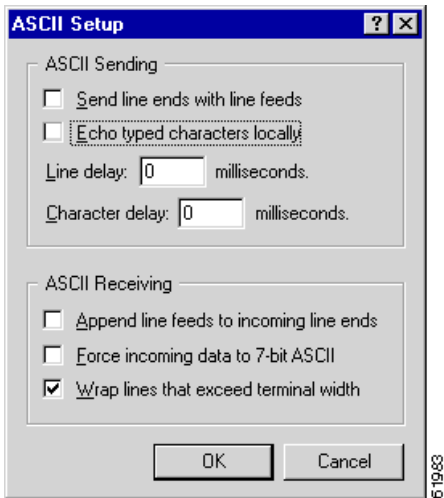 ASCII Setup
ASCII Sending
Send line ends with line feeds
Echo typed characters locally
Line delay: 0 milliseconds.
Character delay: 0 milliseconds.
ASCII Receiving
Append line feeds to incoming line ends
Force incoming data to 7-bit ASCII
Wrap lines that exceed terminal width
OK Cancel
51983